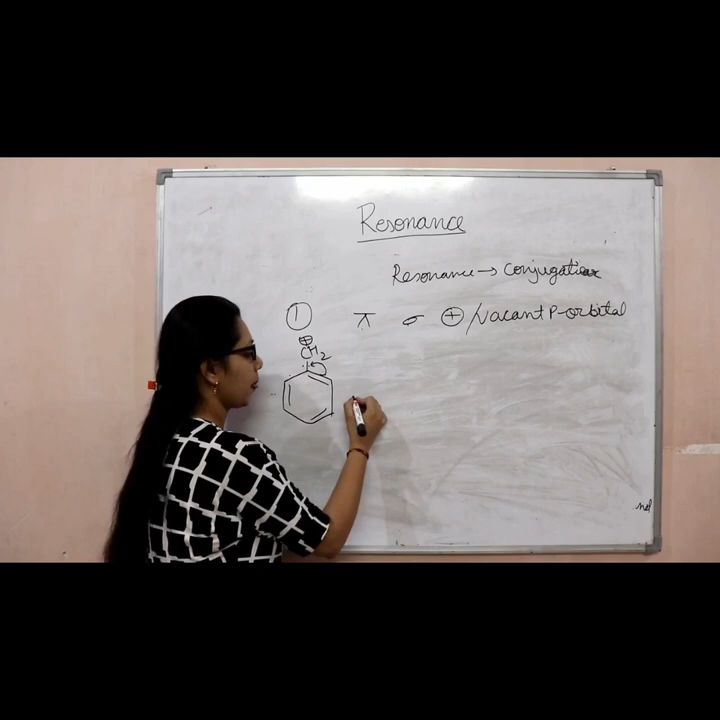 Resonance
Resonance → Conjugation
① π σ ⊕/Vacant P-orbital
⊕
CH2